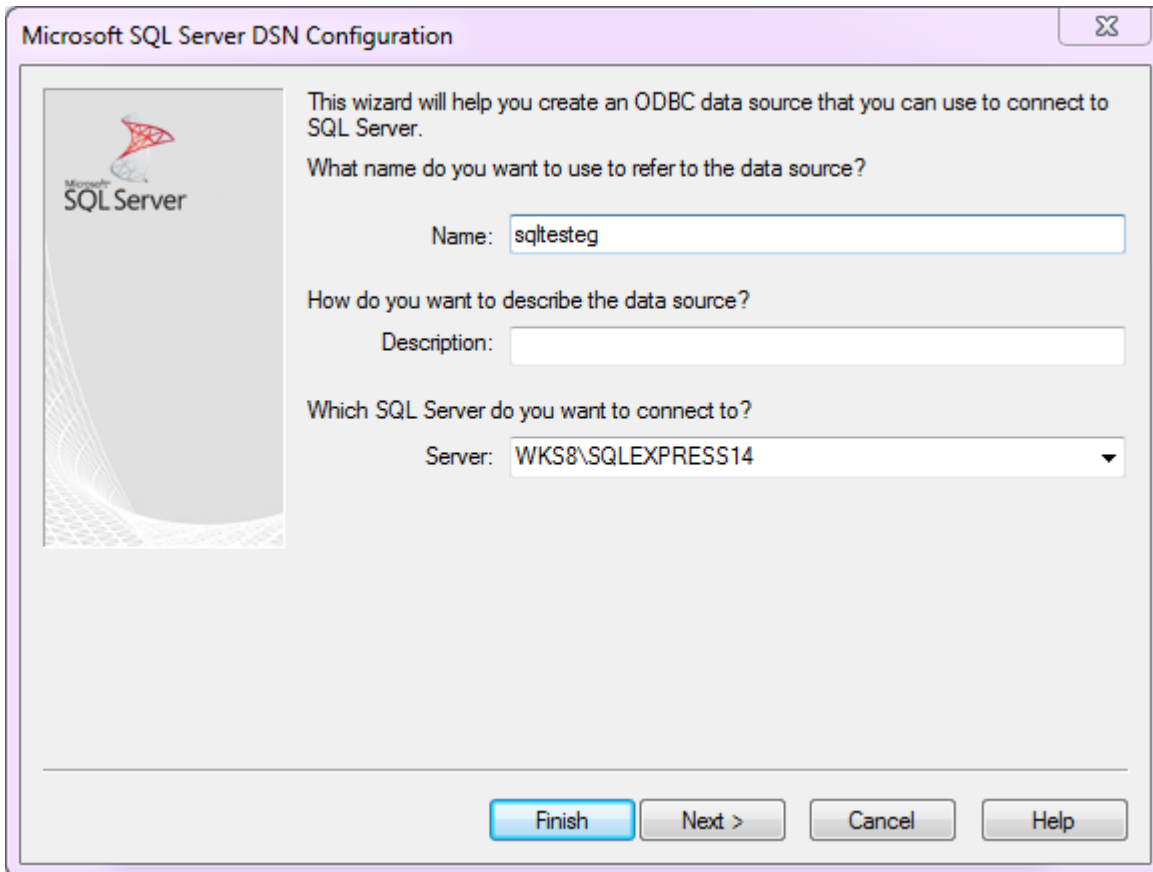 Microsoft SQL Server DSN Configuration
This wizard will help you create an ODBC data source that you can use to connect to
SQL Server.
What name do you want to use to refer to the data source?
Microsoft
SQL Server
Name: sqltesteg
How do you want to describe the data source?
Description:
Which SQL Server do you want to connect to?
Server: WKS8\SQLEXPRESS14
Finish Next > Cancel Help